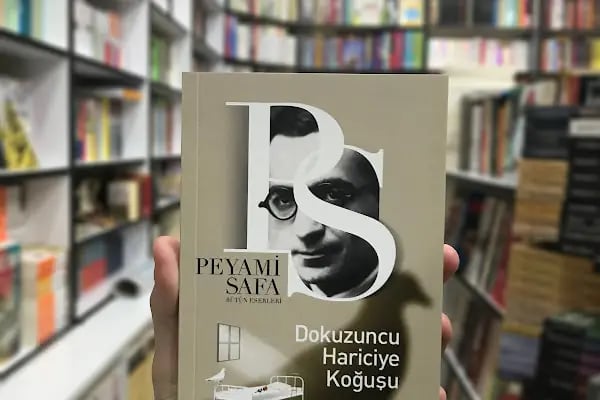 PS
PEYAMİ
SAFA
BÜTÜN ESERLERİ
Dokuzuncu
Hariciye
Koğuşu